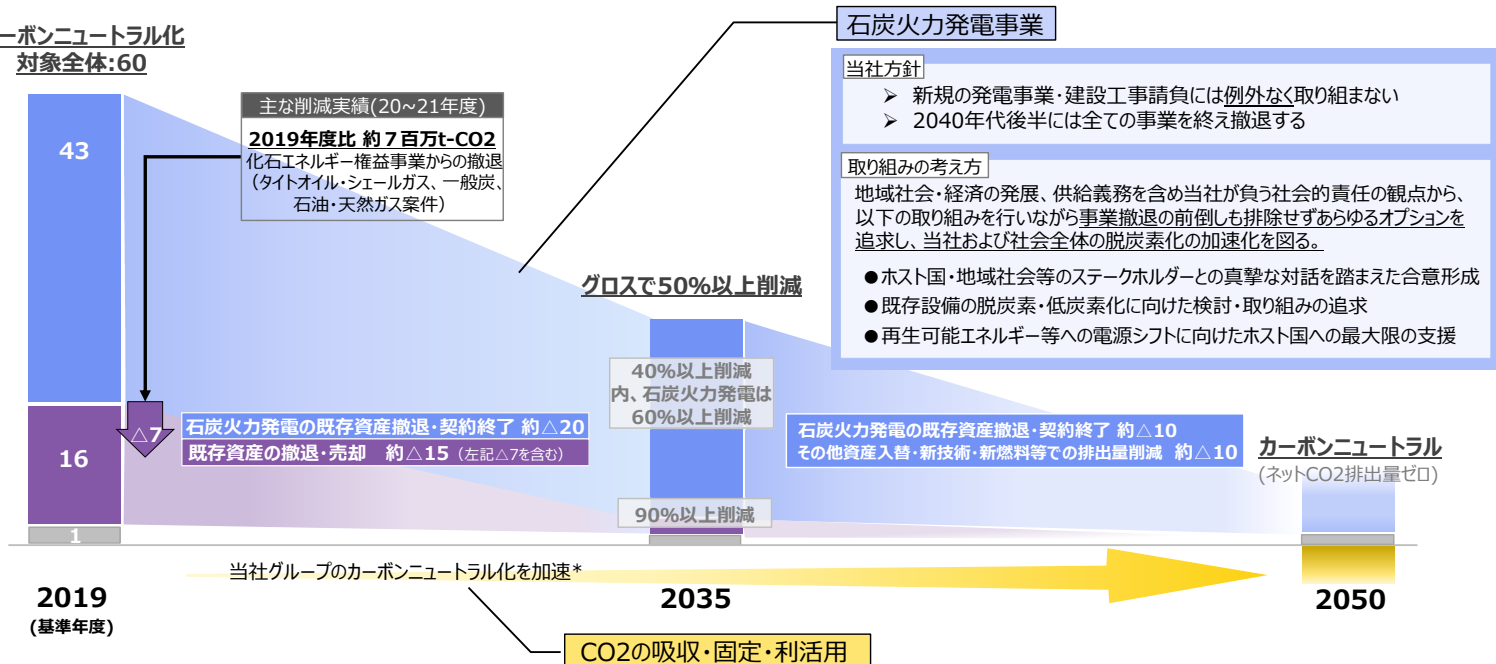 ーボンニュートラル化
対象全体:60
43
16
1
主な削減実績(20~21年度)
2019年度比 約７百万t-CO2
化石エネルギー権益事業からの撤退
（タイトオイル・シェールガス、一般炭、
石油・天然ガス案件）
△7
石炭火力発電の既存資産撤退・契約終了 約△20
既存資産の撤退・売却　約△15（左記△7を含む）
石炭火力発電事業
当社方針
➢ 新規の発電事業・建設工事請負には例外なく取り組まない
➢ 2040年代後半には全ての事業を終え撤退する
取り組みの考え方
地域社会・経済の発展、供給義務を含め当社が負う社会的責任の観点から、
以下の取り組みを行いながら事業撤退の前倒しも排除せずあらゆるオプションを
追求し、当社および社会全体の脱炭素化の加速化を図る。
●ホスト国・地域社会等のステークホルダーとの真摯な対話を踏まえた合意形成
●既存設備の脱炭素・低炭素化に向けた検討・取り組みの追求
●再生可能エネルギー等への電源シフトに向けたホスト国への最大限の支援
グロスで50%以上削減
40%以上削減
内、石炭火力発電は
60%以上削減
90%以上削減
石炭火力発電の既存資産撤退・契約終了 約△10
その他資産入替・新技術・新燃料等での排出量削減 約△10
カーボンニュートラル
(ネットCO2排出量ゼロ)
当社グループのカーボンニュートラル化を加速*
2019
(基準年度)
2035
2050
CO2の吸収・固定・利活用